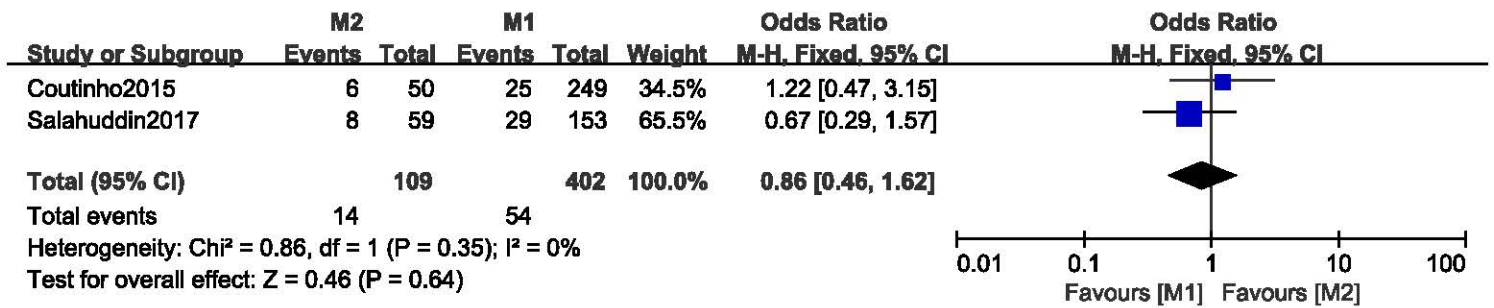 M2 M1 Odds Ratio Odds Ratio
Study or Subgroup Events Total Events Total Weight M-H, Fixed, 95% CI M-H, Fixed, 95% CI
Coutinho2015 6 50 25 249 34.5% 1.22 [0.47, 3.15]
Salahuddin2017 8 59 29 153 65.5% 0.67 [0.29, 1.57]
Total (95% CI) 109 402 100.0% 0.86 [0.46, 1.62]
Total events 14 54
Heterogeneity: Chi² = 0.86, df = 1 (P = 0.35); I² = 0%
Test for overall effect: Z = 0.46 (P = 0.64)
0.01 0.1 1 10 100
Favours [M1] Favours [M2]